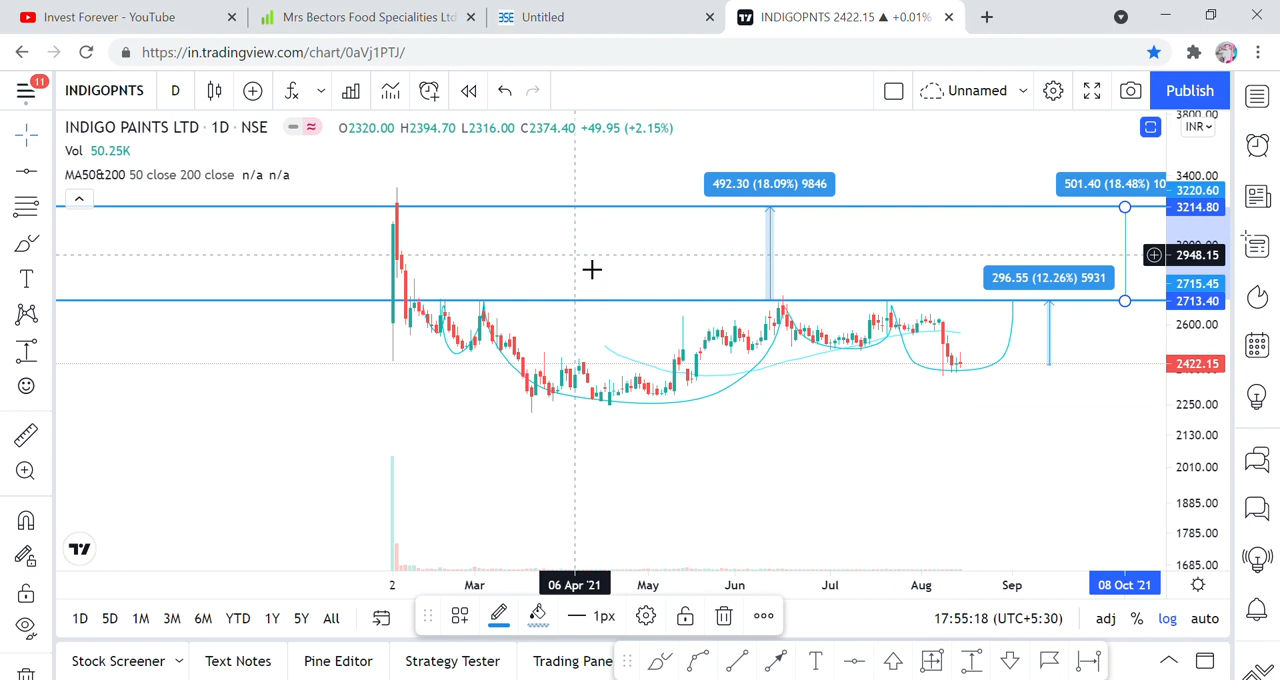 Invest Forever - YouTube
Mrs Bectors Food Specialities Ltd
BSE Untitled
INDIGOPNTS 2422.15 ▲ +0.01%
https://in.tradingview.com/chart/0aVj1PTJ/
11
INDIGOPNTS D
Unnamed
Publish
INDIGO PAINTS LTD · 1D · NSE
O2320.00 H2394.70 L2316.00 C2374.40 +49.95 (+2.15%)
Vol 50.25K
MA50&200 50 close 200 close n/a n/a
INR
3800.00
3400.00
3220.60
3214.80
2948.15
2715.45
2713.40
2600.00
2422.15
2250.00
2130.00
2010.00
1885.00
1785.00
1685.00
492.30 (18.09%) 9846
501.40 (18.48%) 10
296.55 (12.26%) 5931
2 Mar 06 Apr '21 May Jun Jul Aug Sep 08 Oct '21
1D 5D 1M 3M 6M YTD 1Y 5Y All
1px
17:55:18 (UTC+5:30) adj % log auto
Stock Screener Text Notes Pine Editor Strategy Tester Trading Pane